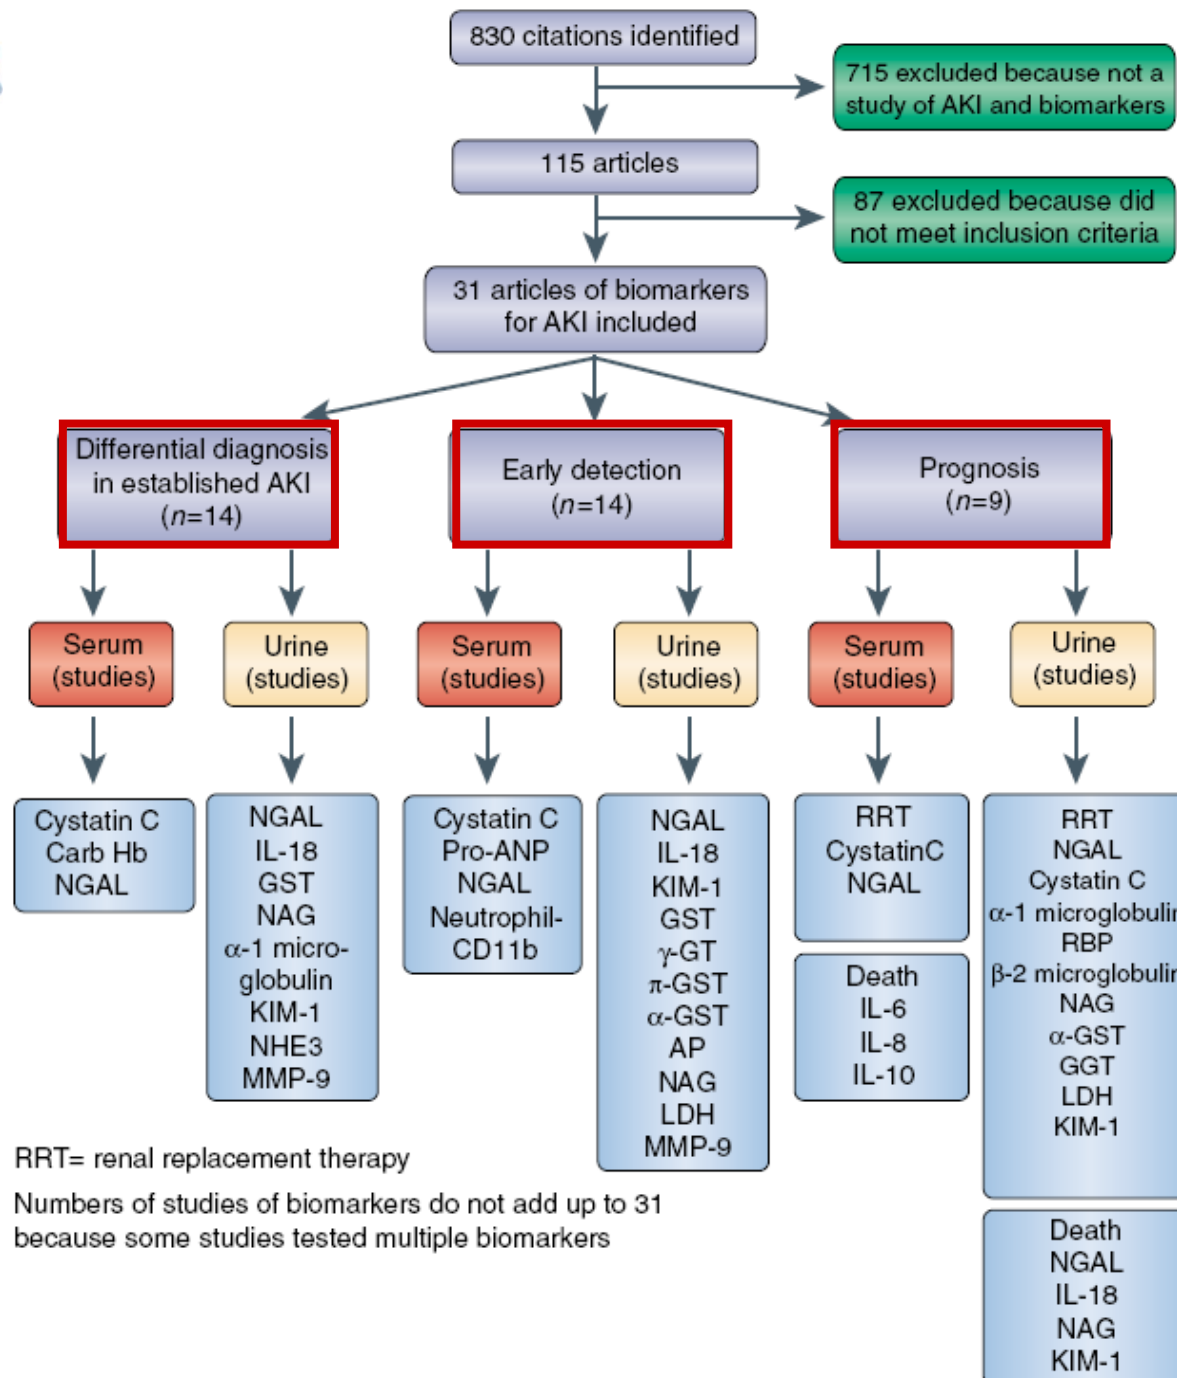 830 citations identified
715 excluded because not a
study of AKI and biomarkers
115 articles
87 excluded because did
not meet inclusion criteria
31 articles of biomarkers
for AKI included
Differential diagnosis
in established AKI
(n=14)
Early detection
(n=14)
Prognosis
(n=9)
Serum
(studies)
Urine
(studies)
Serum
(studies)
Urine
(studies)
Serum
(studies)
Urine
(studies)
Cystatin C
Carb Hb
NGAL
NGAL
IL-18
GST
NAG
α-1 micro-
globulin
KIM-1
NHE3
MMP-9
Cystatin C
Pro-ANP
NGAL
Neutrophil-
CD11b
NGAL
IL-18
KIM-1
GST
γ-GT
π-GST
α-GST
AP
NAG
LDH
MMP-9
RRT
CystatinC
NGAL
Death
IL-6
IL-8
IL-10
RRT
NGAL
Cystatin C
α-1 microglobulin
RBP
β-2 microglobulin
NAG
α-GST
GGT
LDH
KIM-1
Death
NGAL
IL-18
NAG
KIM-1
RRT= renal replacement therapy
Numbers of studies of biomarkers do not add up to 31
because some studies tested multiple biomarkers